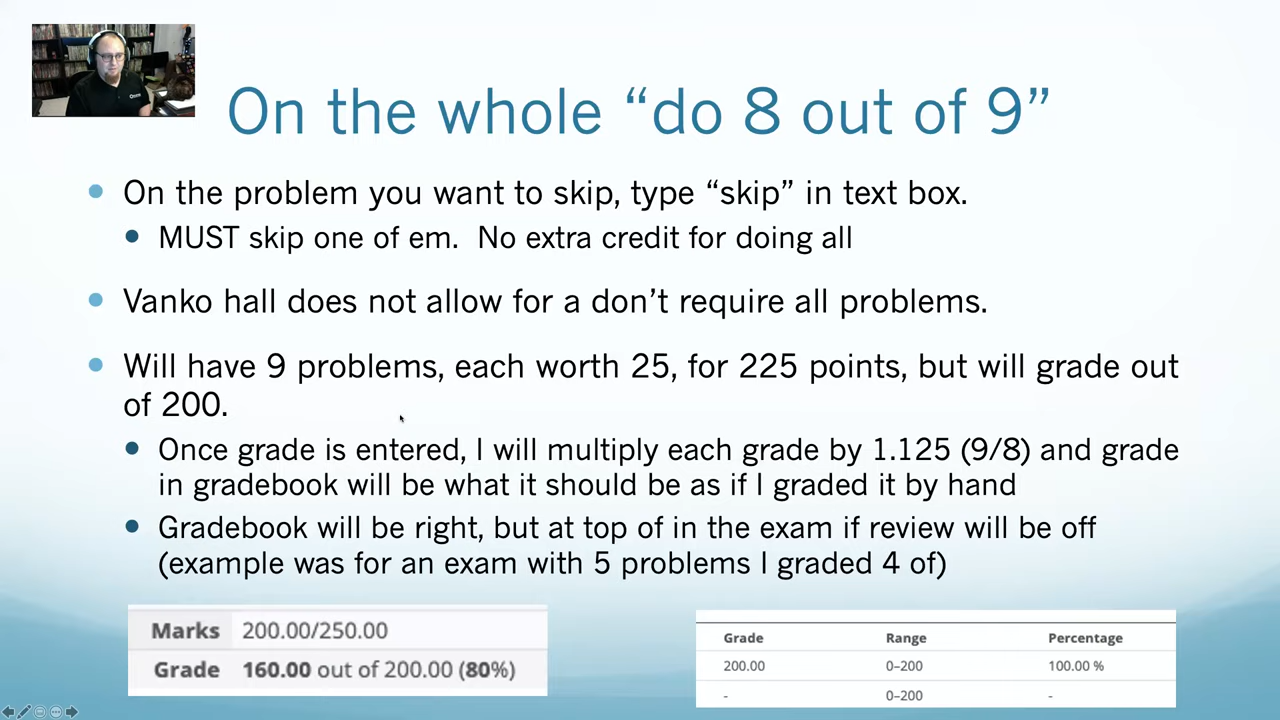 On the whole “do 8 out of 9”
On the problem you want to skip, type “skip” in text box.
MUST skip one of em. No extra credit for doing all
Vanko hall does not allow for a don’t require all problems.
Will have 9 problems, each worth 25, for 225 points, but will grade out
of 200.
Once grade is entered, I will multiply each grade by 1.125 (9/8) and grade
in gradebook will be what it should be as if I graded it by hand
Gradebook will be right, but at top of in the exam if review will be off
(example was for an exam with 5 problems I graded 4 of)
Marks 200.00/250.00
Grade 160.00 out of 200.00 (80%)
Grade Range Percentage
200.00 0–200 100.00 %
- 0–200 -